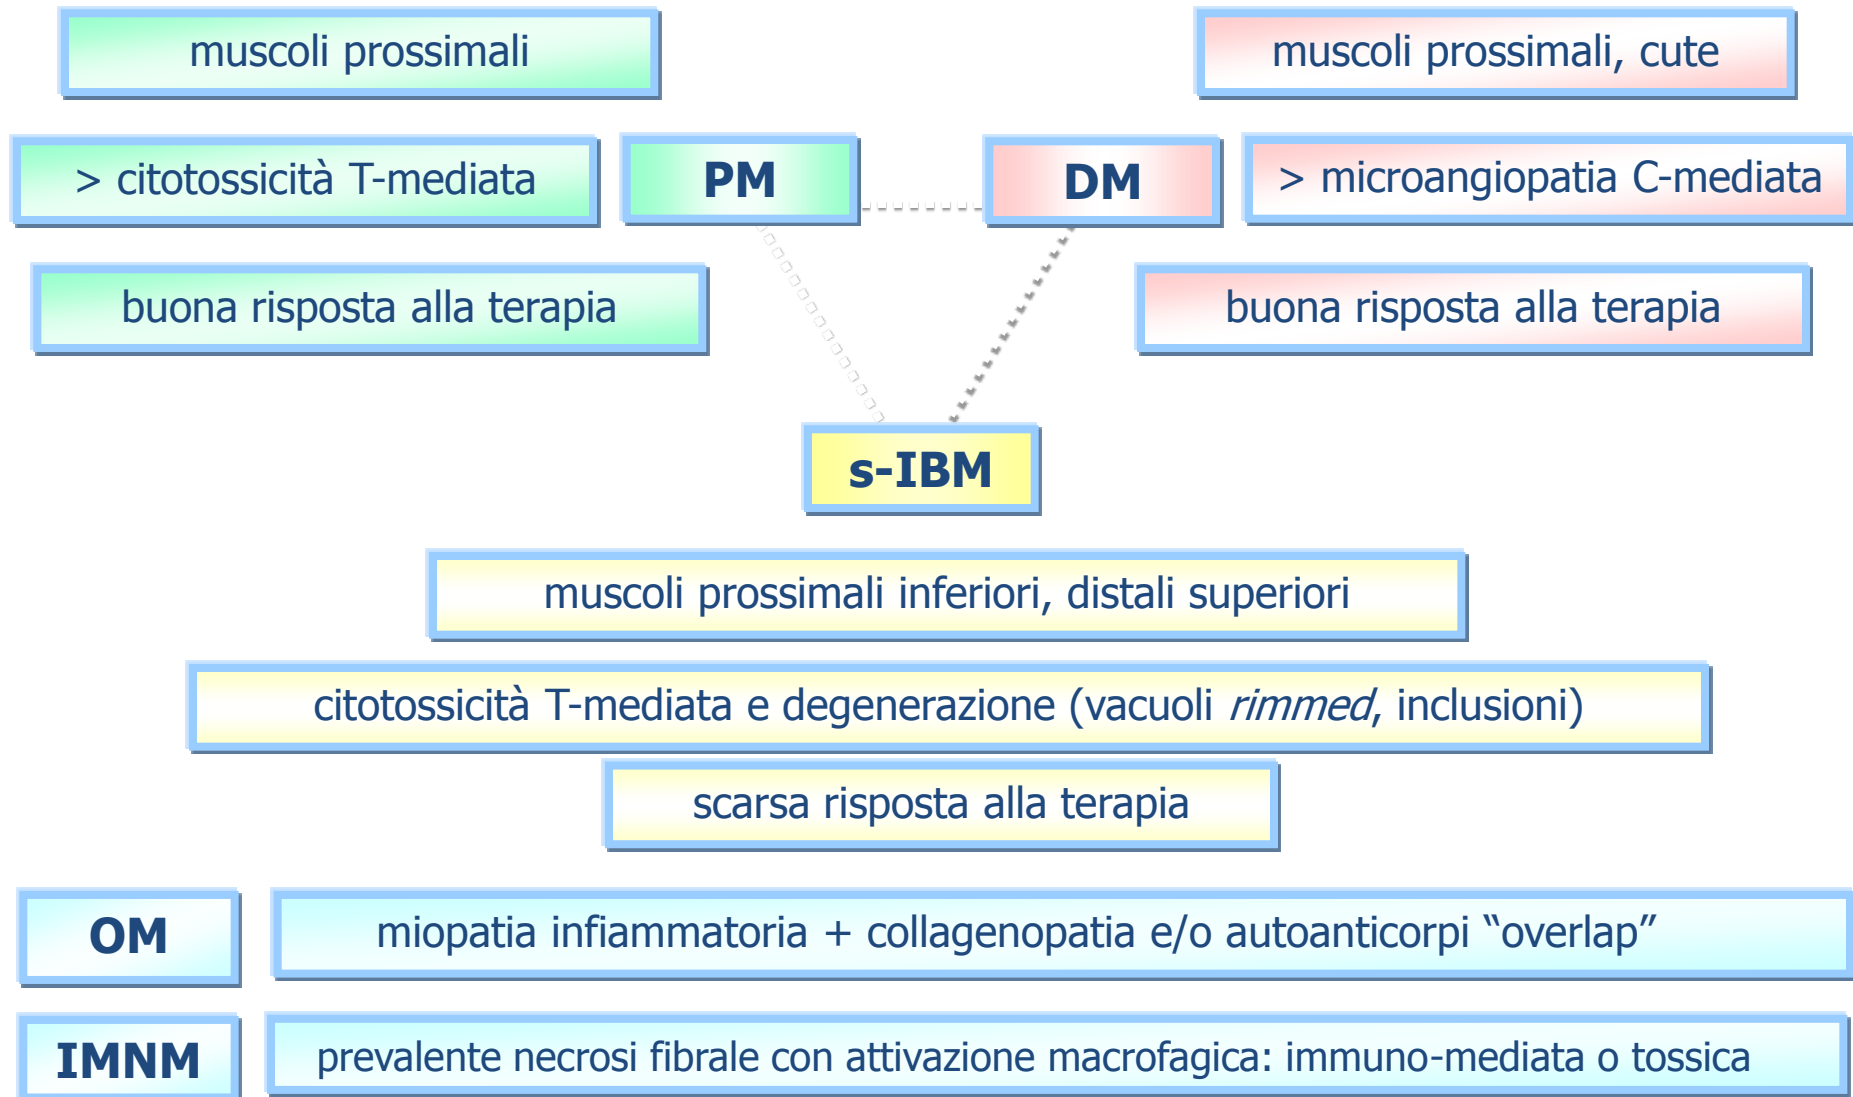 muscoli prossimali
muscoli prossimali, cute
> citotossicità T-mediata
PM
DM
> microangiopatia C-mediata
buona risposta alla terapia
buona risposta alla terapia
s-IBM
muscoli prossimali inferiori, distali superiori
citotossicità T-mediata e degenerazione (vacuoli rimmed, inclusioni)
scarsa risposta alla terapia
OM
miopatia infiammatoria + collagenopatia e/o autoanticorpi “overlap”
IMNM
prevalente necrosi fibrale con attivazione macrofagica: immuno-mediata o tossica